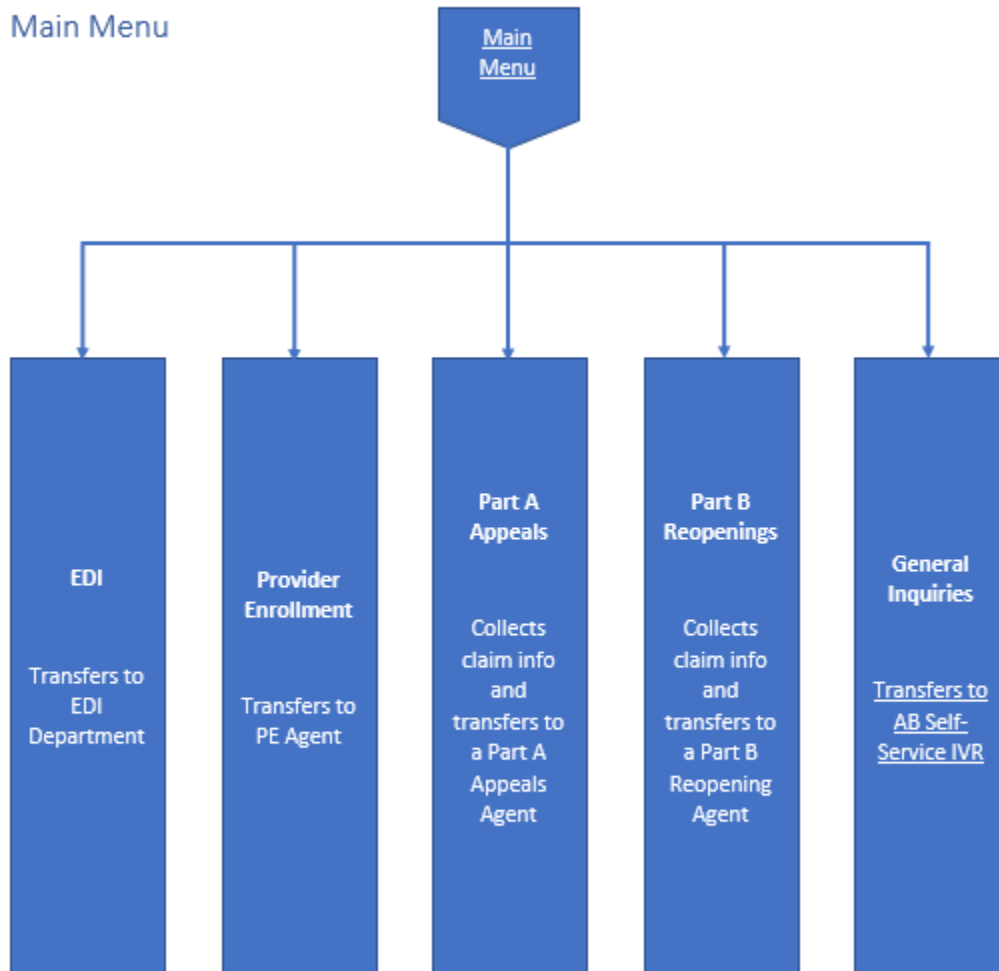 Main Menu
Main
Menu
EDI
Transfers to
EDI
Department
Provider
Enrollment
Transfers to
PE Agent
Part A
Appeals
Collects
claim info
and
transfers to
a Part A
Appeals
Agent
Part B
Reopenings
Collects
claim info
and
transfers to
a Part B
Reopening
Agent
General
Inquiries
Transfers to
AB Self-
Service IVR